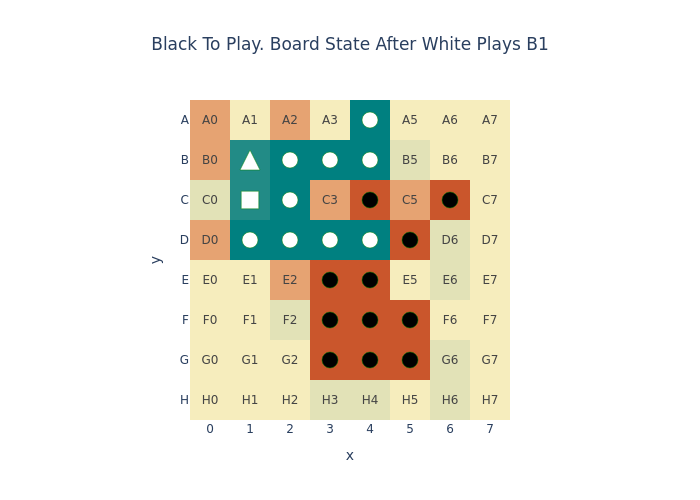 Black To Play. Board State After White Plays B1
A A0 A1 A2 A3 A5 A6 A7
B B0 B5 B6 B7
C C0 C3 C5 C7
D D0 D6 D7
y
E E0 E1 E2 E5 E6 E7
F F0 F1 F2 F6 F7
G G0 G1 G2 G6 G7
H H0 H1 H2 H3 H4 H5 H6 H7
0 1 2 3 4 5 6 7
x